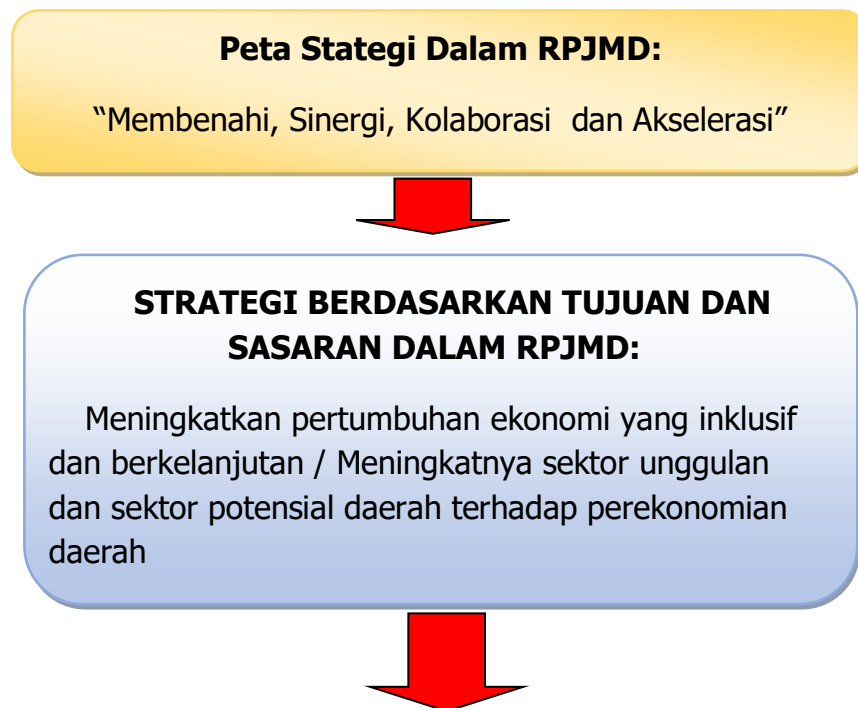 Peta Stategi Dalam RPJMD:
“Membenahi, Sinergi, Kolaborasi dan Akselerasi”
STRATEGI BERDASARKAN TUJUAN DAN
SASARAN DALAM RPJMD:
Meningkatkan pertumbuhan ekonomi yang inklusif
dan berkelanjutan / Meningkatnya sektor unggulan
dan sektor potensial daerah terhadap perekonomian
daerah